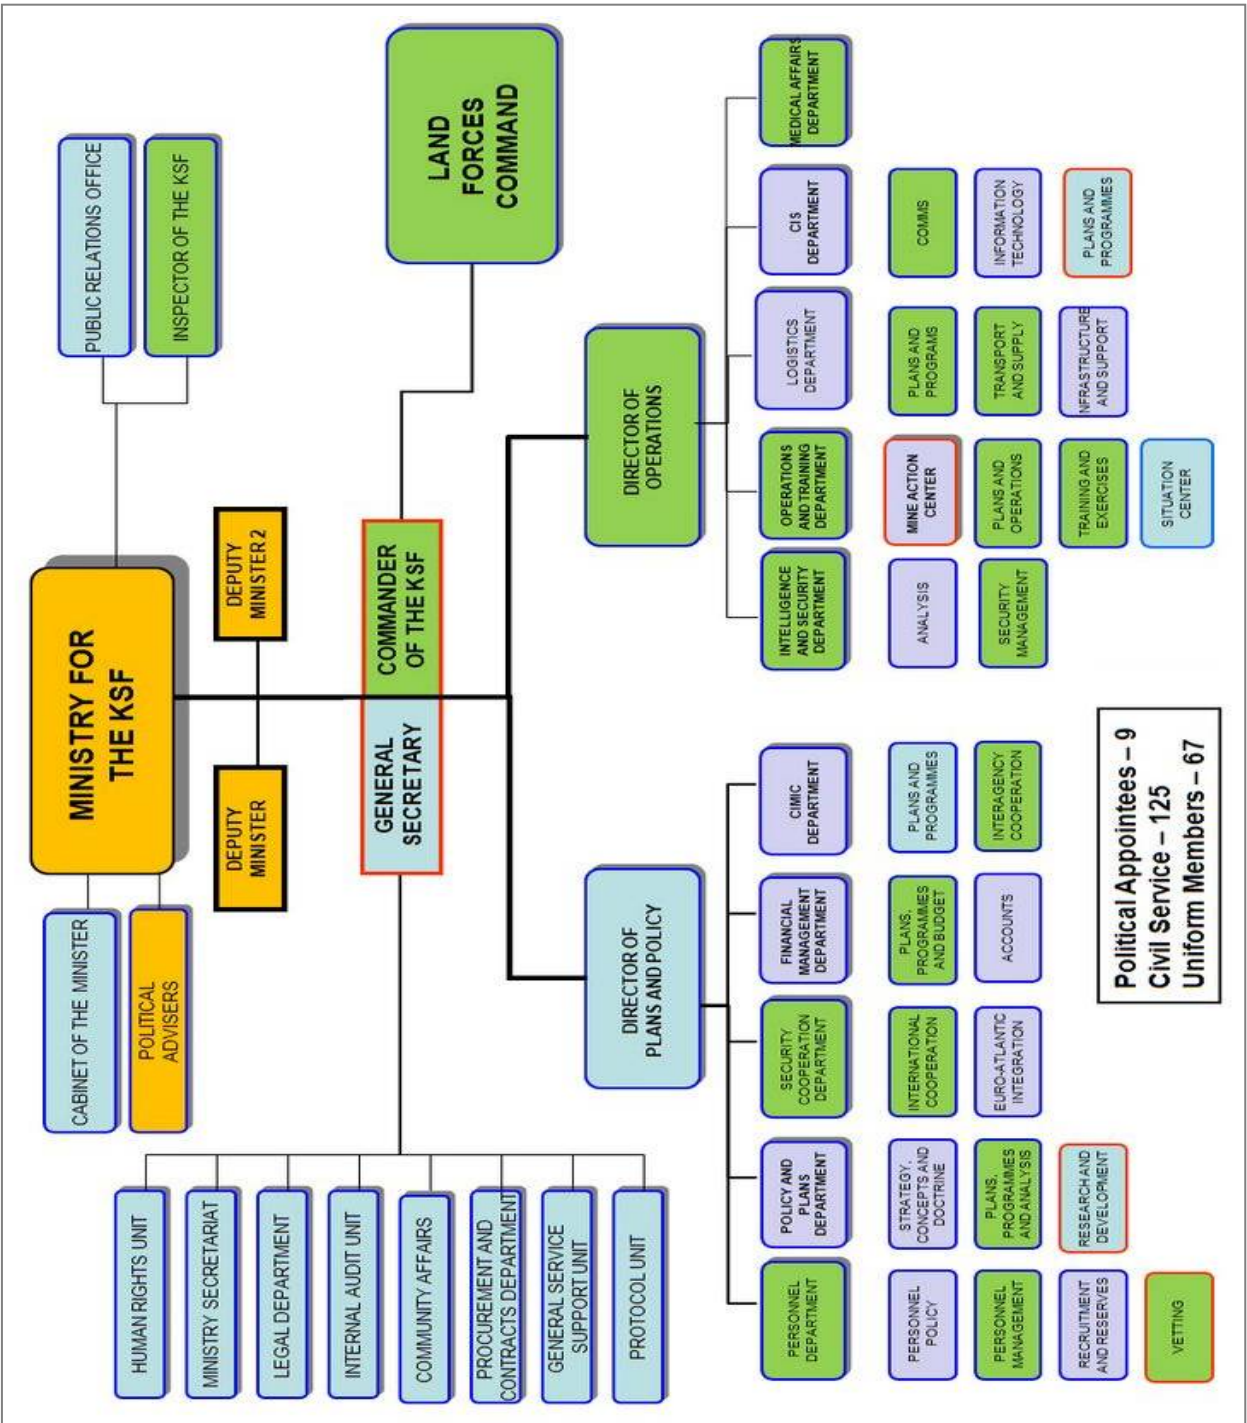 MINISTRY FOR
THE KSF
CABINET OF THE MINISTER
POLITICAL
ADVISERS
PUBLIC RELATIONS OFFICE
INSPECTOR OF THE KSF
DEPUTY
MINISTER
DEPUTY
MINISTER 2
GENERAL
SECRETARY
COMMANDER
OF THE KSF
LAND
FORCES
COMMAND
HUMAN RIGHTS UNIT
MINISTRY SECRETARIAT
LEGAL DEPARTMENT
INTERNAL AUDIT UNIT
COMMUNITY AFFAIRS
PROCUREMENT AND
CONTRACTS DEPARTMENT
GENERAL SERVICE
SUPPORT UNIT
PROTOCOL UNIT
DIRECTOR OF
PLANS AND POLICY
DIRECTOR OF
OPERATIONS
PERSONNEL
DEPARTMENT
POLICY AND
PLANS
DEPARTMENT
SECURITY
COOPERATION
DEPARTMENT
FINANCIAL
MANAGEMENT
DEPARTMENT
CIMIC
DEPARTMENT
INTELLIGENCE
AND SECURITY
DEPARTMENT
OPERATIONS
AND TRAINING
DEPARTMENT
LOGISTICS
DEPARTMENT
CIS
DEPARTMENT
MEDICAL AFFAIRS
DEPARTMENT
PERSONNEL
POLICY
STRATEGY,
CONCEPTS AND
DOCTRINE
INTERNATIONAL
COOPERATION
PLANS,
PROGRAMMES
AND BUDGET
PLANS AND
PROGRAMMES
ANALYSIS
MINE ACTION
CENTER
PLANS AND
PROGRAMS
COMMS
PERSONNEL
MANAGEMENT
PLANS,
PROGRAMMES
AND ANALYSIS
EURO-ATLANTIC
INTEGRATION
ACCOUNTS
INTERAGENCY
COOPERATION
SECURITY
MANAGEMENT
PLANS AND
OPERATIONS
TRANSPORT
AND SUPPLY
INFORMATION
TECHNOLOGY
RECRUITMENT
AND RESERVES
RESEARCH AND
DEVELOPMENT
TRAINING AND
EXERCISES
NFRASTRUCTURE
AND SUPPORT
PLANS AND
PROGRAMMES
VETTING
SITUATION
CENTER
Political Appointees – 9
Civil Service – 125
Uniform Members – 67